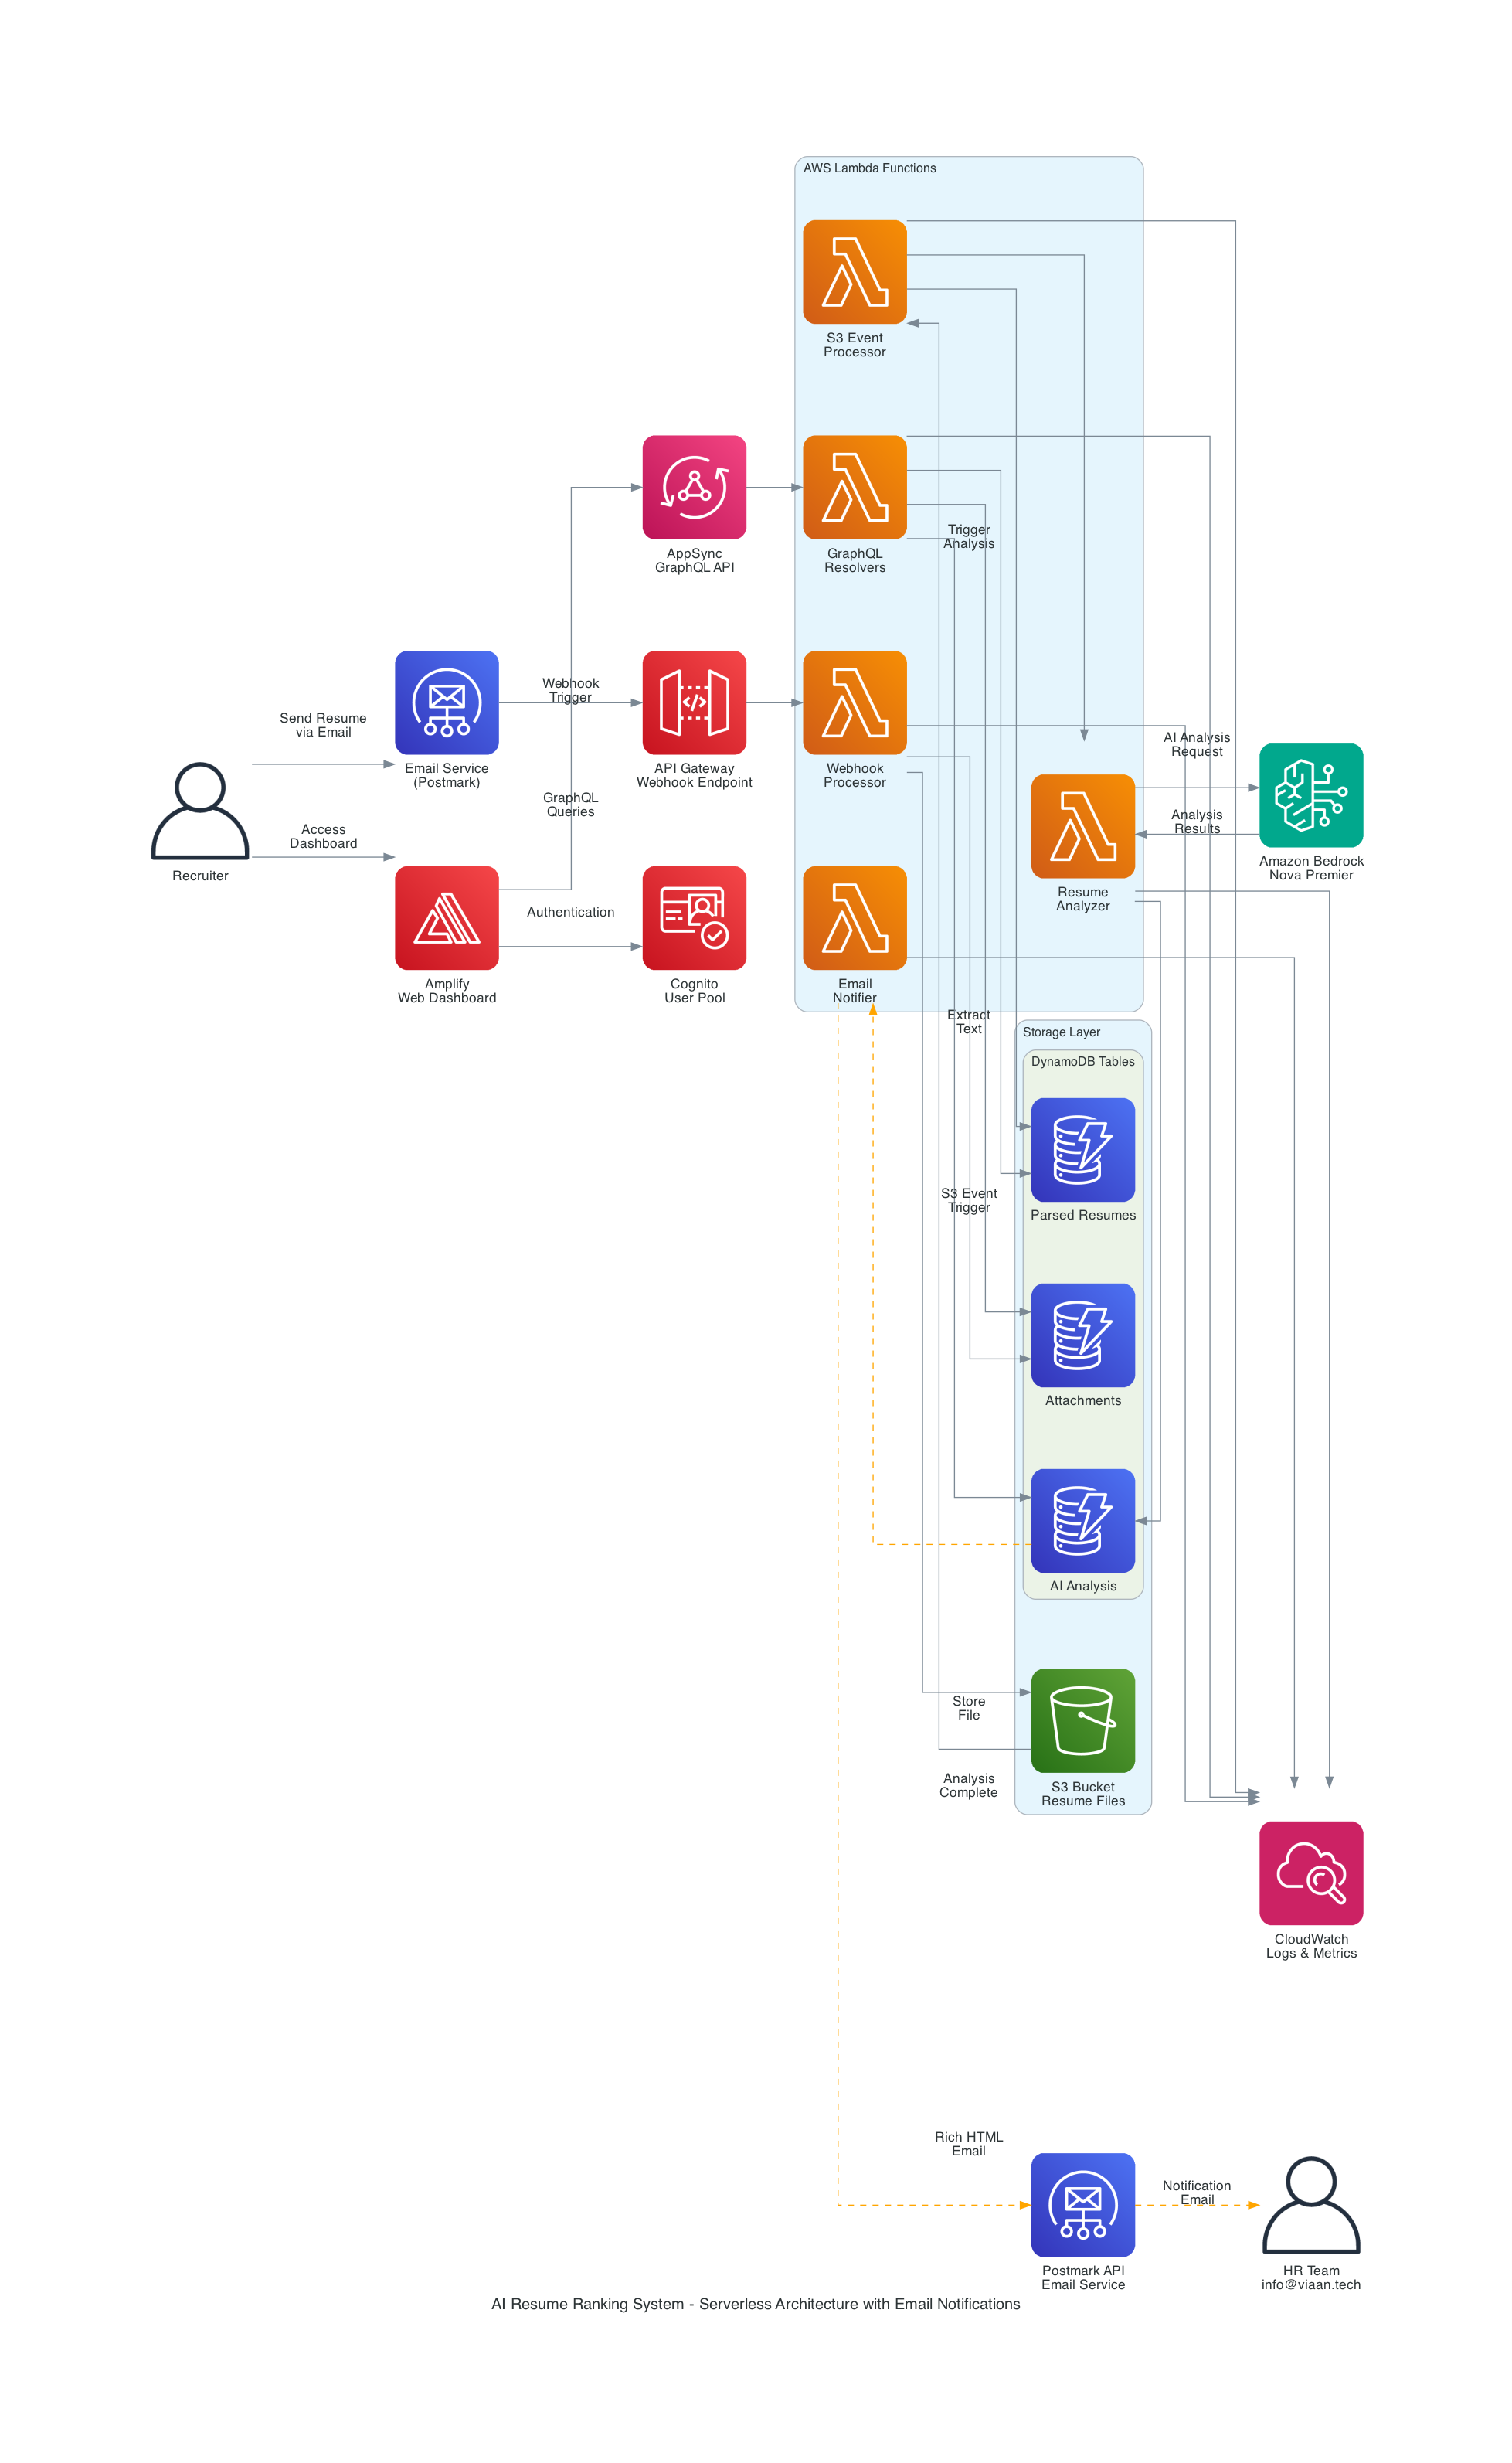 AWS Lambda Functions
S3 Event
Processor
AppSync
GraphQL API
GraphQL
Resolvers
Trigger
Analysis
Webhook
Trigger
Send Resume
via Email
Email Service
(Postmark)
API Gateway
Webhook Endpoint
Webhook
Processor
AI Analysis
Request
GraphQL
Queries
Analysis
Results
Access
Dashboard
Recruiter
Amazon Bedrock
Nova Premier
Resume
Analyzer
Authentication
Amplify
Web Dashboard
Cognito
User Pool
Email
Notifier
Extract
Text
Storage Layer
DynamoDB Tables
S3 Event
Trigger
Parsed Resumes
Attachments
AI Analysis
Store
File
Analysis
Complete
S3 Bucket
Resume Files
CloudWatch
Logs & Metrics
Rich HTML
Email
Notification
Email
Postmark API
Email Service
HR Team
info@viaan.tech
AI Resume Ranking System - Serverless Architecture with Email Notifications